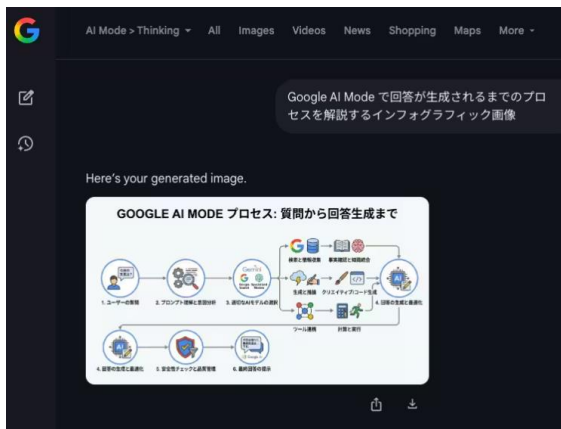 AI Mode > Thinking
All
Images
Videos
News
Shopping
Maps
More
Google AI Mode で回答が生成されるまでのプロ
セスを解説するインフォグラフィック画像
Here's your generated image.
GOOGLE AI MODE プロセス: 質問から回答生成まで
Gemini
検索と情報収集
事実確認と知識統合
1. ユーザーの質問
2. プロンプト理解と意図分析
3. 適切なAIモデルの選択
生成と推論
クリエイティブ/コード生成
4. 回答の生成と最適化
ツール連携
計算と実行
AI
4. 回答の生成と最適化
5. 安全性チェックと品質管理
6. 最終回答の提示